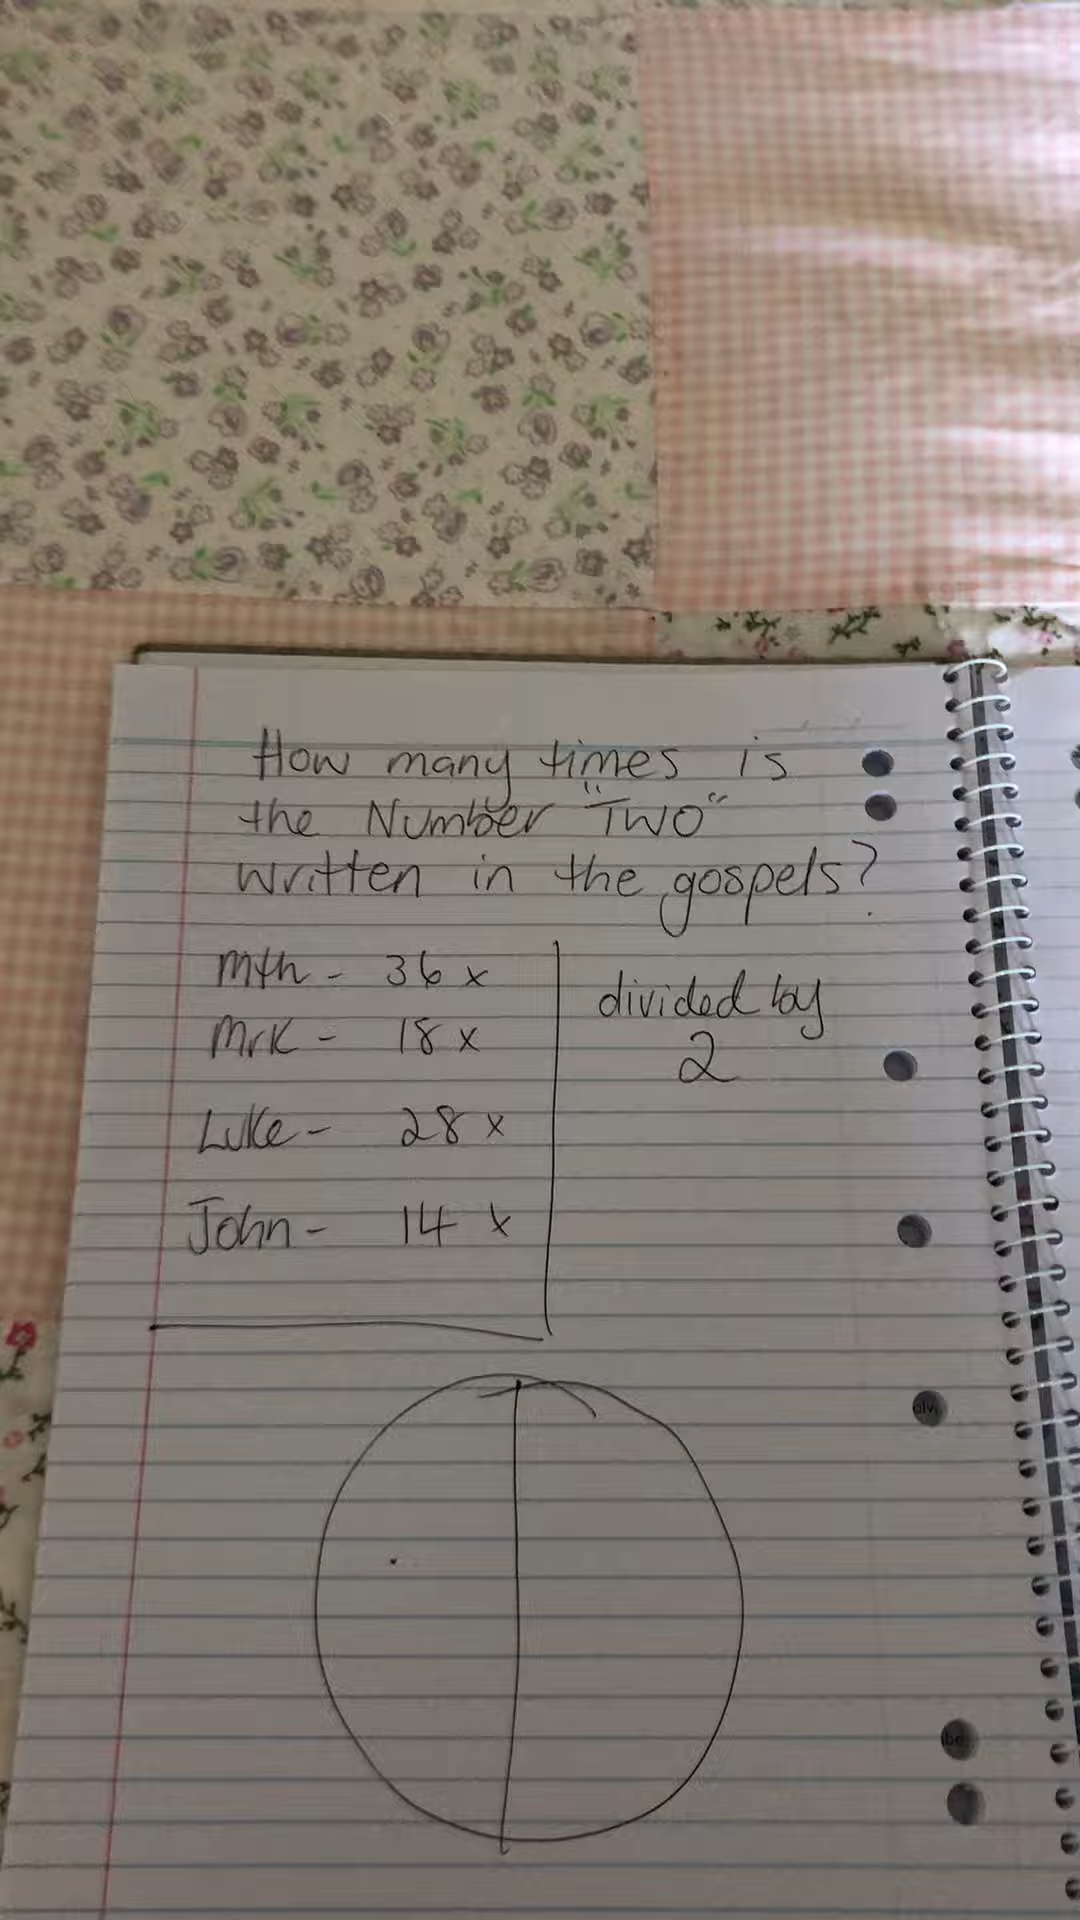 How many times is
the Number "Two"
written in the gospels?
Mth - 36 x
Mrk - 18 x
Luke - 28 x
John - 14 x
divided by
2